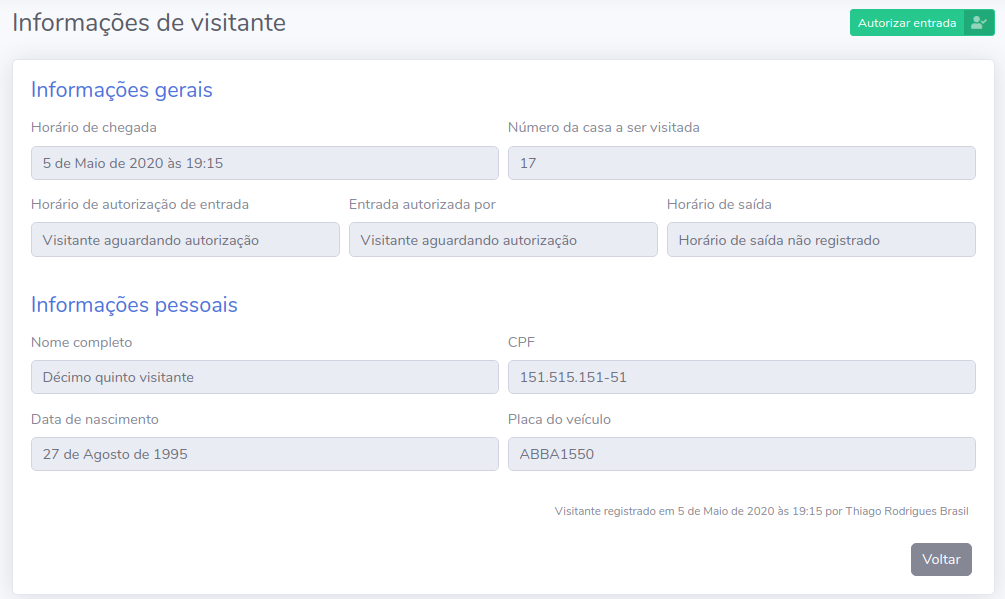 Informações de visitante
Autorizar entrada
Informações gerais
Horário de chegada
Número da casa a ser visitada
5 de Maio de 2020 às 19:15
17
Horário de autorização de entrada
Entrada autorizada por
Horário de saída
Visitante aguardando autorização
Visitante aguardando autorização
Horário de saída não registrado
Informações pessoais
Nome completo
CPF
Décimo quinto visitante
151.515.151-51
Data de nascimento
Placa do veículo
27 de Agosto de 1995
ABBA1550
Visitante registrado em 5 de Maio de 2020 às 19:15 por Thiago Rodrigues Brasil
Voltar